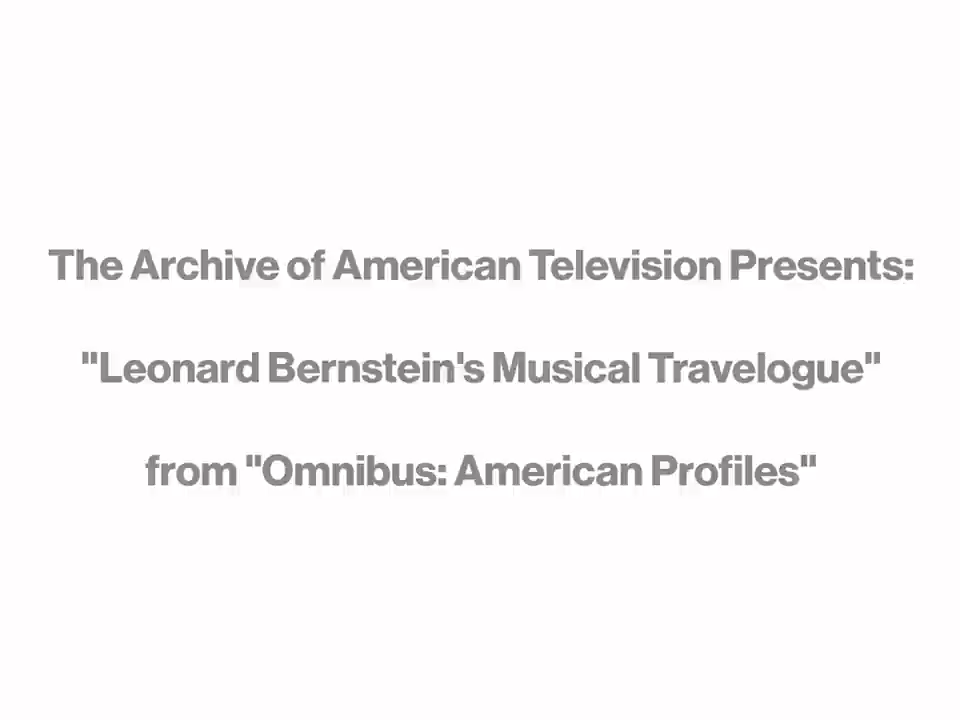 The Archive of American Television Presents:
"Leonard Bernstein's Musical Travelogue"
from "Omnibus: American Profiles"